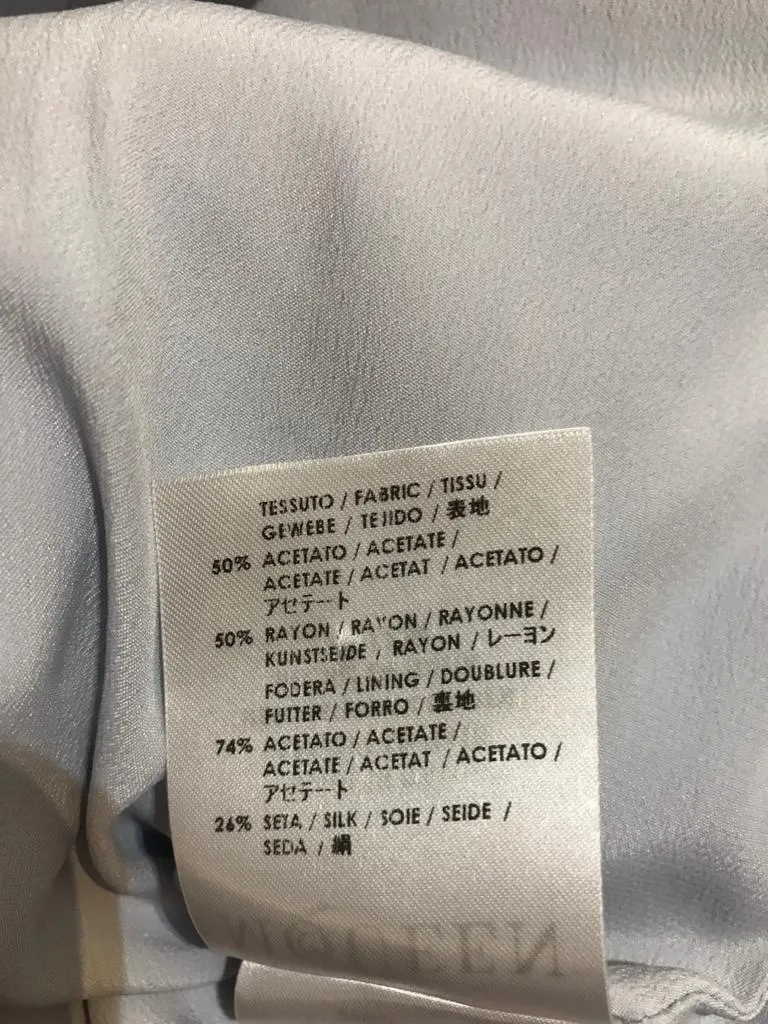 TESSUTO / FABRIC / TISSU /
GEWEBE / TEJIDO / 表地
50% ACETATO / ACETATE /
ACETATE / ACETAT / ACETATO /
アセテート
50% RAYON / RAYON / RAYONNE /
KUNSTSEIDE / RAYON / レーヨン
FODERA / LINING / DOUBLURE /
FUTTER / FORRO / 裏地
74% ACETATO / ACETATE /
ACETATE / ACETAT / ACETATO /
アセテート
26% SETA / SILK / SOIE / SEIDE /
SEDA / 絹